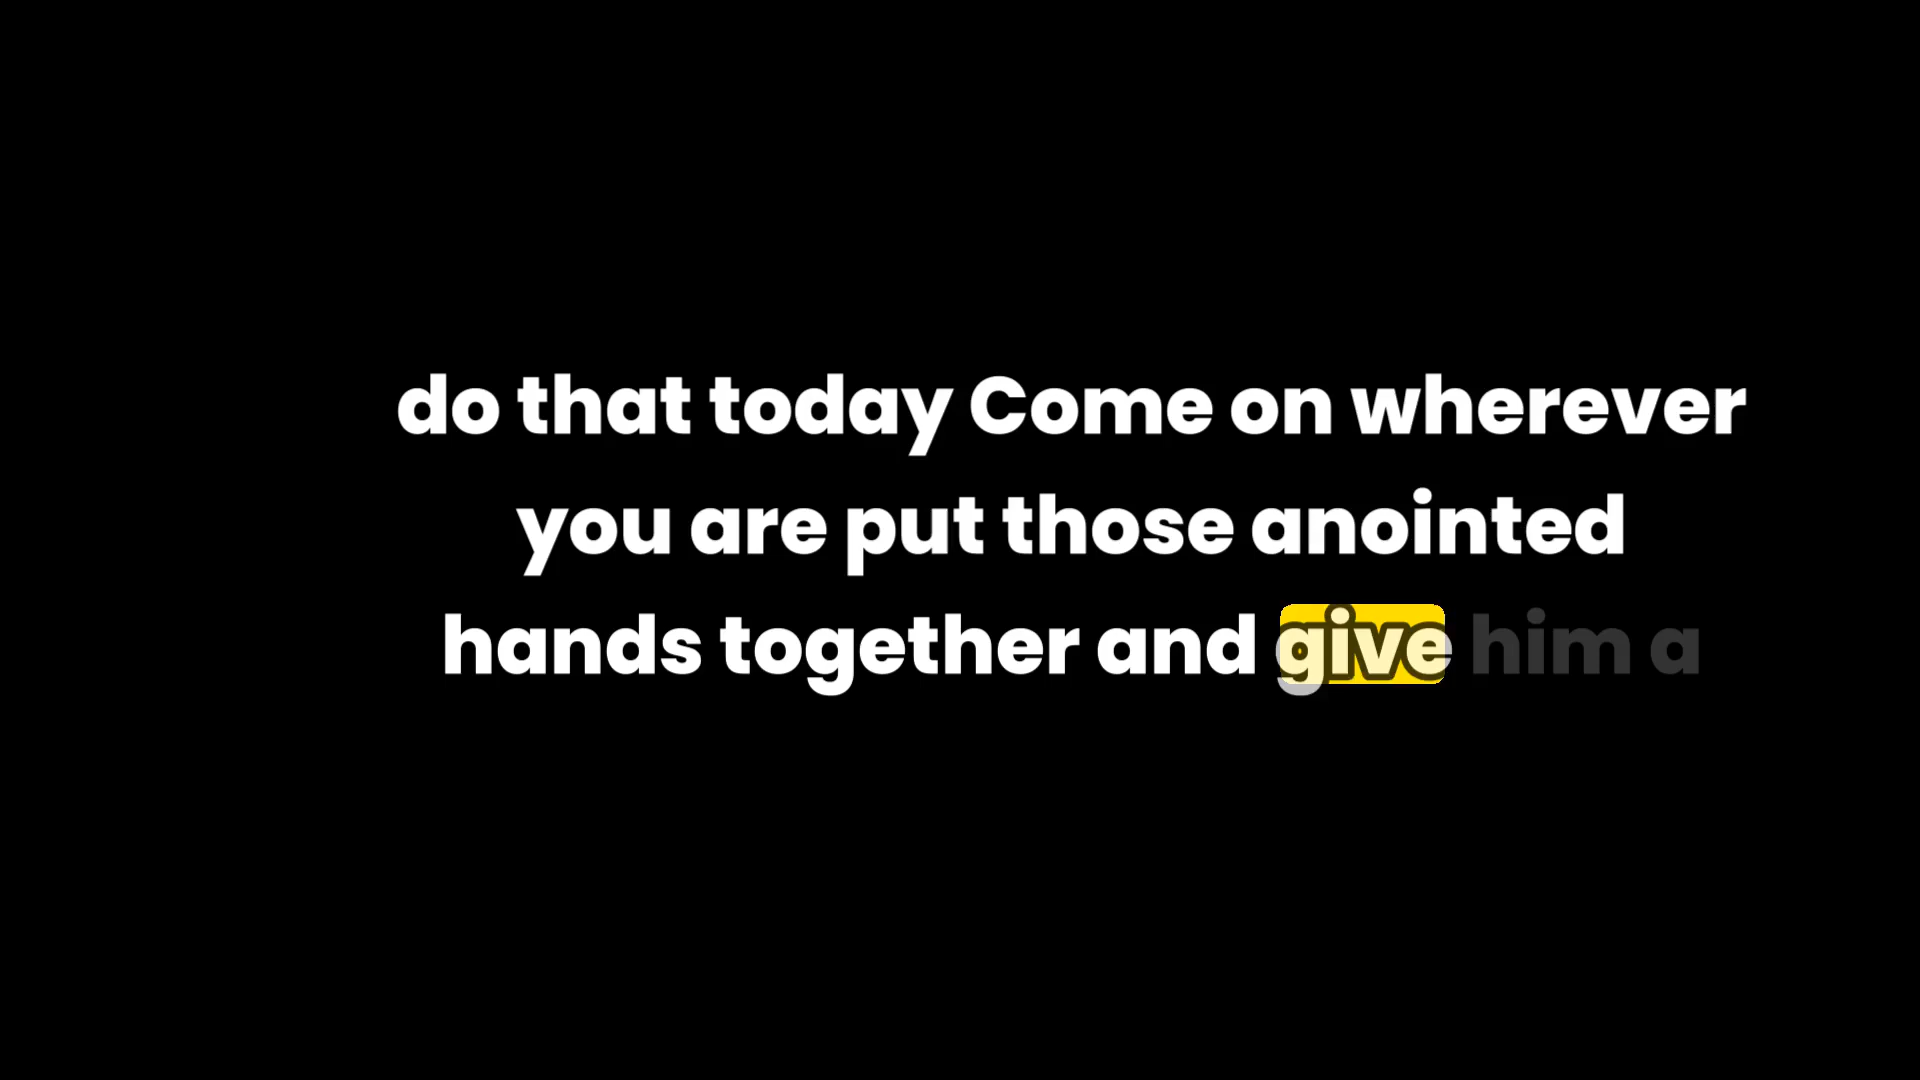 do that today Come on wherever
you are put those anointed
hands together and give him a